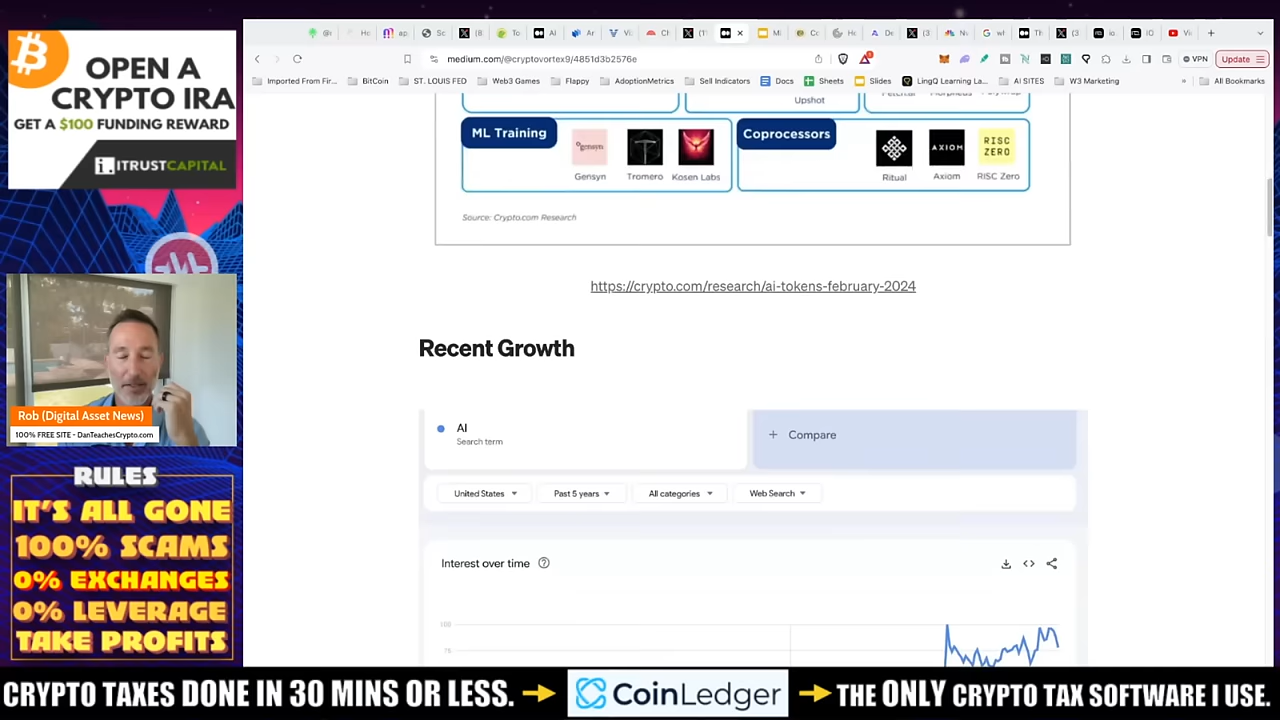 OPEN A
CRYPTO IRA
GET A $100 FUNDING REWARD
i. iTRUSTCAPITAL
Rob (Digital Asset News)
100% FREE SITE - DanTeachesCrypto.com
RULES
IT'S ALL GONE
100% SCAMS
0% EXCHANGES
0% LEVERAGE
TAKE PROFITS
medium.com/@cryptovortex9/4851d3b2576e
VPN
Update
Imported From Fir...
BitCoin
ST. LOUIS FED
Web3 Games
Flappy
AdoptionMetrics
Sell Indicators
Docs
Sheets
Slides
LingQ Learning La...
AI SITES
W3 Marketing
All Bookmarks
Upshot
ML Training
Gensyn
Tromero
Kosen Labs
Coprocessors
Ritual
AXIOM
Axiom
RISC
ZERO
RISC Zero
Source: Crypto.com Research
https://crypto.com/research/ai-tokens-february-2024
Recent Growth
AI
Search term
+ Compare
United States
Past 5 years
All categories
Web Search
Interest over time
100
75
CRYPTO TAXES DONE IN 30 MINS OR LESS.
CoinLedger
THE ONLY CRYPTO TAX SOFTWARE I USE.